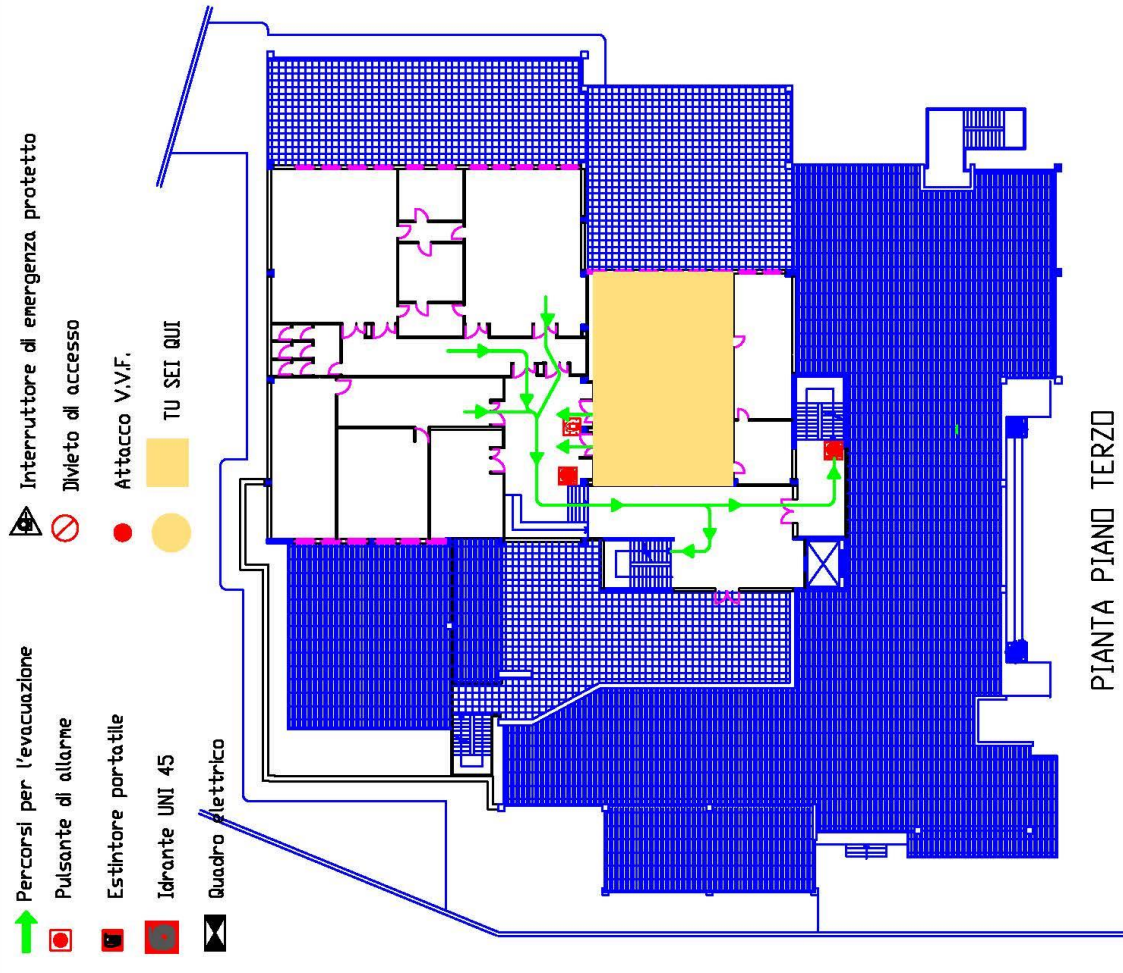 Percorsi per l'evacuazione
Pulsante di allarme
Estintore portatile
Idrante UNI 45
Quadro elettrico
Interruttore di emergenza protetto
Divieto di accesso
Attacco V.V.F.
TU SEI QUI
PIANTA PIANO TERZO